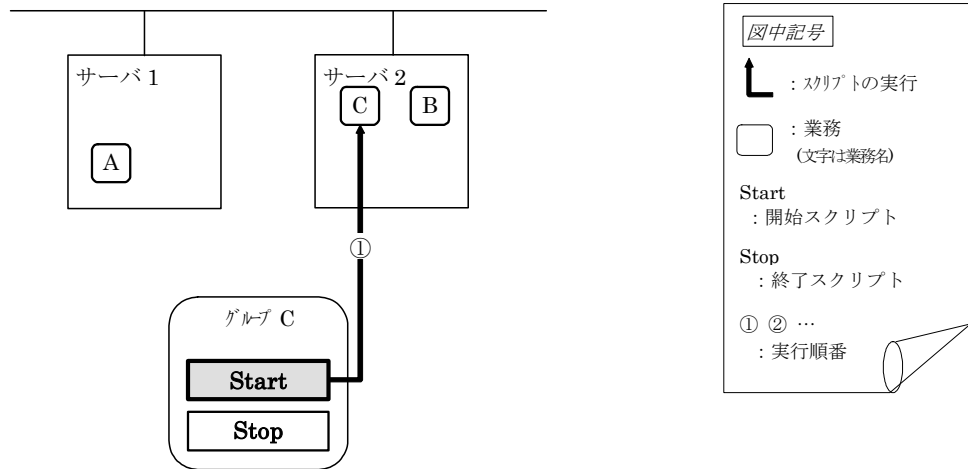 サーバ 1
A
サーバ 2
C
B
①
グループ C
Start
Stop
図中記号
：スクリプトの実行
：業務
(文字は業務名)
Start
：開始スクリプト
Stop
：終了スクリプト
① ② …
：実行順番